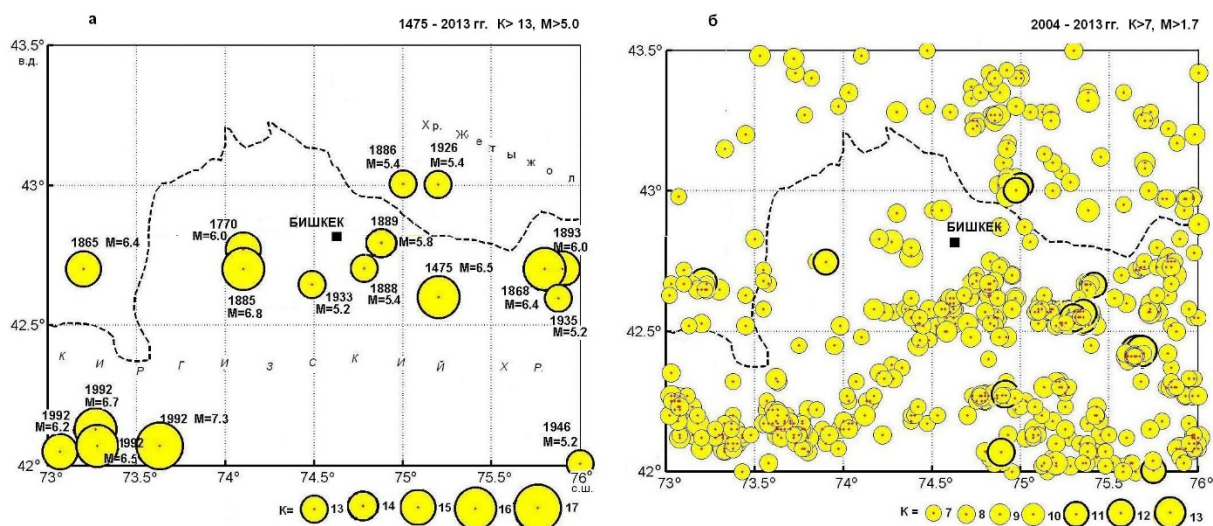 а
1475 - 2013 гг. K> 13, M>5.0
43.5°
в.д.
Хр. Ж е т ы ж о л
1886
M=5.4
1926
M=5.4
43°
1770
M=6.0
БИШКЕК
1889
M=5.8
1893
M=6.0
1865 M=6.4
1475 M=6.5
1885
M=6.8
1933
M=5.2
1888
M=5.4
1868
M=6.4
1935
M=5.2
42.5°
К И Р Г И З С К И Й Х Р.
1992
M=6.7
1992
M=6.2
1992 M=7.3
1992
M=6.5
1946
M=5.2
42°
73° 73.5° 74° 74.5° 75° 75.5° 76°
с.ш.
K= 13 14 15 16 17
б
2004 - 2013 гг. K>7, M>1.7
43.5°
43°
БИШКЕК
42.5°
42°
73° 73.5° 74° 74.5° 75° 75.5° 76°
K = 7 8 9 10 11 12 13